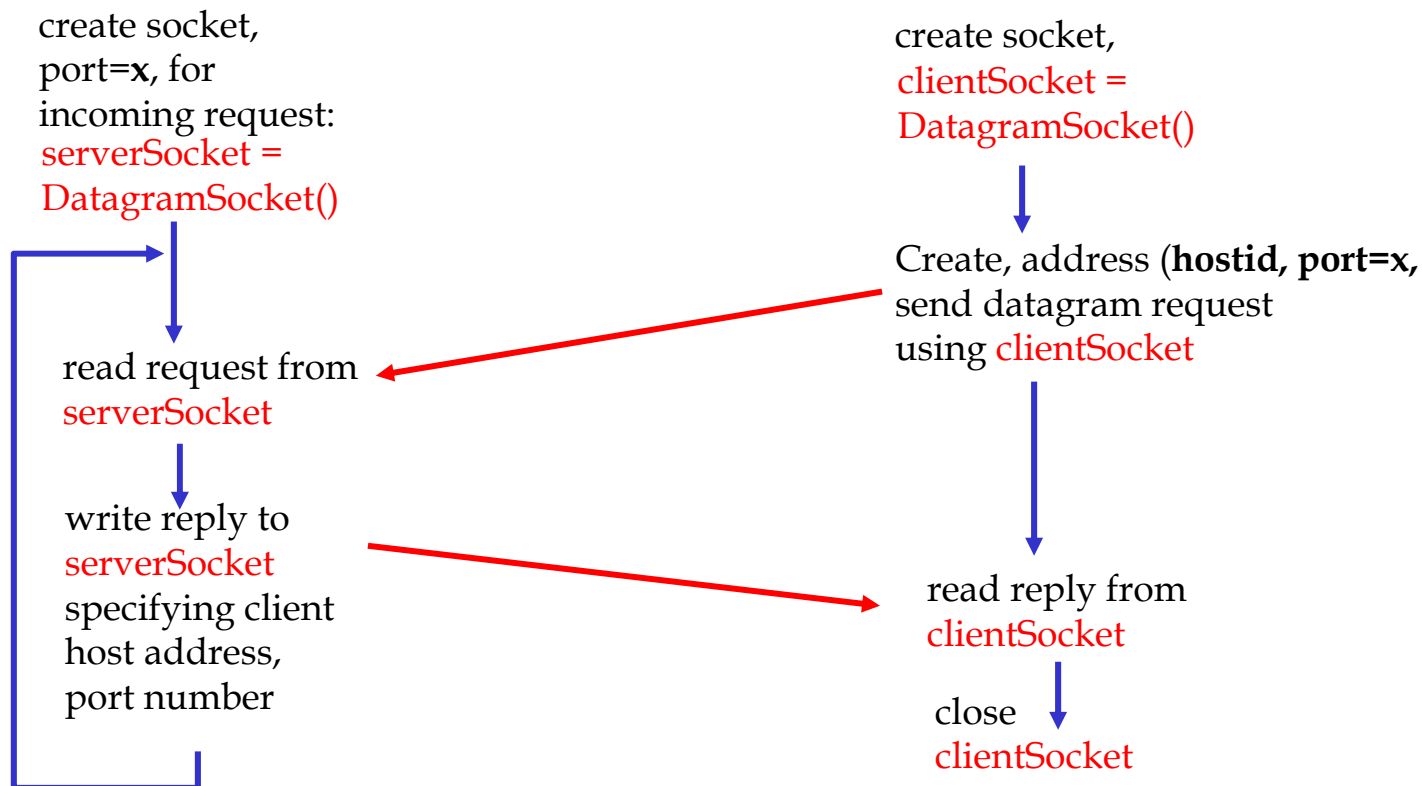 create socket,
port=x, for
incoming request:
serverSocket =
DatagramSocket()
read request from
serverSocket
write reply to
serverSocket
specifying client
host address,
port number
create socket,
clientSocket =
DatagramSocket()
Create, address (hostid, port=x,
send datagram request
using clientSocket
read reply from
clientSocket
close
clientSocket